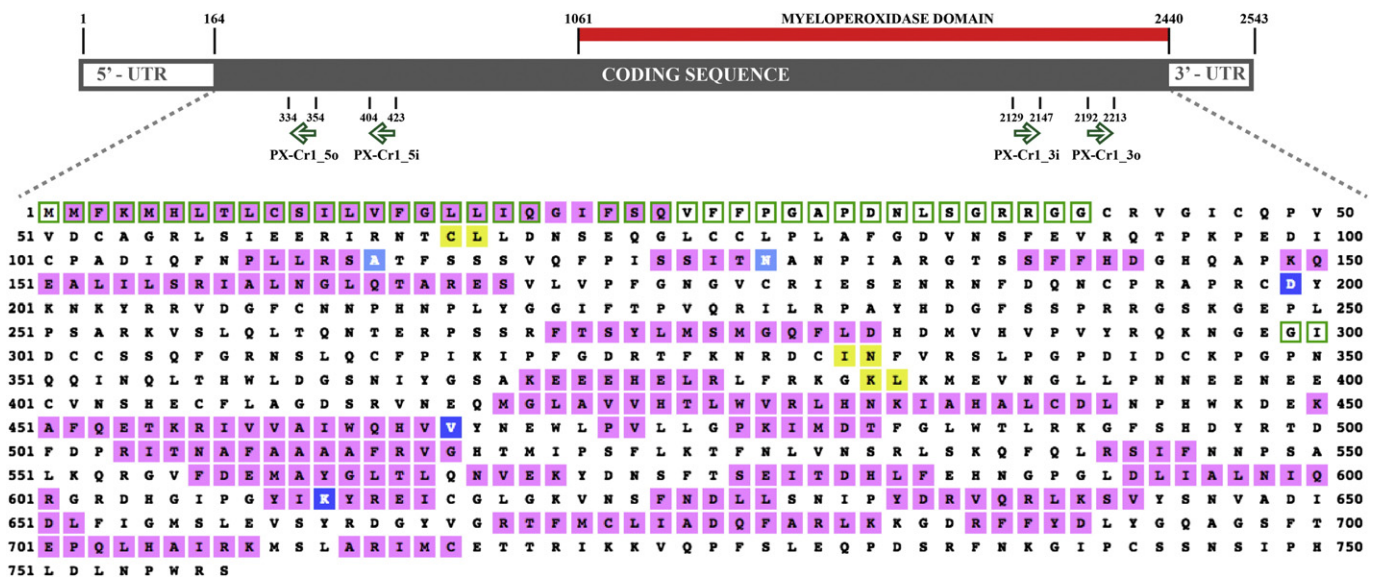 1 164 1061 MYELOPEROXIDASE DOMAIN 2440 2543
5’ - UTR CODING SEQUENCE 3’ - UTR
334 354 404 423 2129 2147 2192 2213
PX-Cr1_5o PX-Cr1_5i PX-Cr1_3i PX-Cr1_3o
1 M M F K M H L T L C S I L V F G L L I Q G I F S Q V F F P G A P D N L S G R R G G C R V G I C Q P V 50
51 V D C A G R L S I E E R I R N T C L L D N S E Q G L C C L P L A F G D V N S F E V R Q T P K P E D I 100
101 C P A D I Q F N P L L R S A T F S S S V Q F P I S S I T N A N P I A R G T S S F F H D G H Q A P K Q 150
151 E A L I L S R I A L N G L Q T A R E S V L V P F G N G V C R I E S E N R N F D Q N C P R A P R C D Y 200
201 K N K Y R R V D G F C N N P H N P L Y G G I F T P V Q R I L R P A Y H D G F S S P R R G S K G E P L 250
251 P S A R K V S L Q L T Q N T E R P S S R F T S Y L M S M G Q F L D H D M V H V P V Y R Q K N G E G I 300
301 D C C S S Q F G R N S L Q C F P I K I P F G D R T F K N R D C I N F V R S L P G P D I D C K P G P N 350
351 Q Q I N Q L T H W L D G S N I Y G S A K E E E H E L R L F R K G K L K M E V N G L L P N N E E N E E 400
401 C V N S H E C F L A G D S R V N E Q M G L A V V H T L W V R L H N K I A H A L C D L N P H W K D E K 450
451 A F Q E T K R I V V A I W Q H V V Y N E W L P V L L G P K I M D T F G L W T L R K G F S H D Y R T D 500
501 F D P R I T N A F A A A A F R V G H T M I P S F L K T F N L V N S R L S K Q F Q L R S I F N N P S A 550
551 L K Q R G V F D E M A Y G L T L Q N V E K Y D N S F T S E I T D H L F E H N G P G L D L I A L N I Q 600
601 R G R D H G I P G Y I K Y R E I C G L G K V N S F N D L L S N I P Y D R V Q R L K S V Y S N V A D I 650
651 D L F I G M S L E V S Y R D G Y V G R T F M C L I A D Q F A R L K K G D R F F Y D L Y G Q A G S F T 700
701 E P Q L H A I R K M S L A R I M C E T T R I K K V Q P F S L E Q P D S R F N K G I P C S S N S I P H 750
751 L D L N P W R S